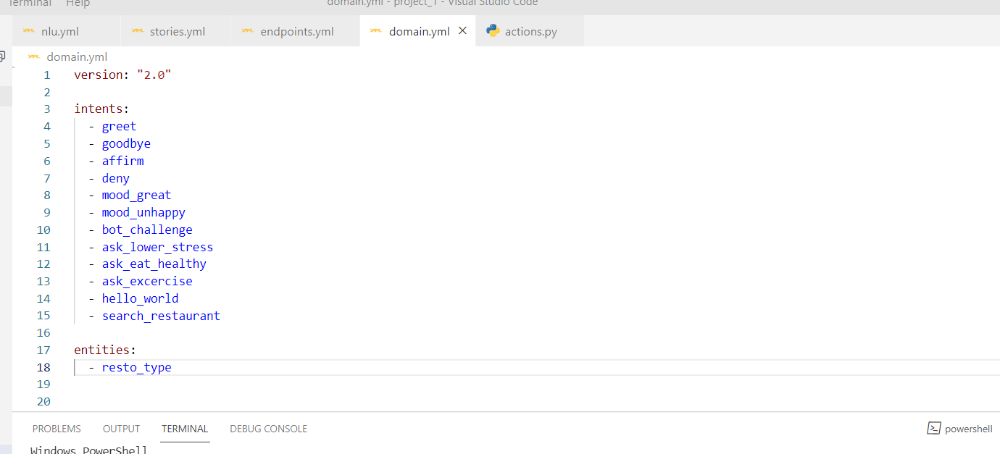 Terminal Help domain.yml - project_1 - Visual Studio Code
nlu.yml stories.yml endpoints.yml domain.yml actions.py
domain.yml
1 version: "2.0"
2
3 intents:
4 - greet
5 - goodbye
6 - affirm
7 - deny
8 - mood_great
9 - mood_unhappy
10 - bot_challenge
11 - ask_lower_stress
12 - ask_eat_healthy
13 - ask_excercise
14 - hello_world
15 - search_restaurant
16
17 entities:
18 - resto_type
19
20
PROBLEMS OUTPUT TERMINAL DEBUG CONSOLE powershell
Windows PowerShell